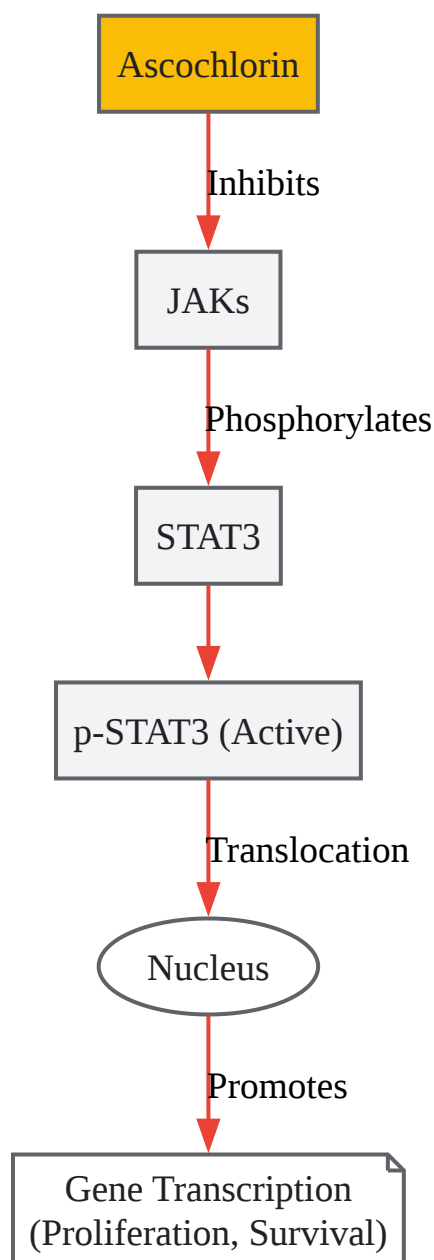 Ascochlorin
Inhibits
JAKs
Phosphorylates
STAT3
p-STAT3 (Active)
Translocation
Nucleus
Promotes
Gene Transcription
(Proliferation, Survival)